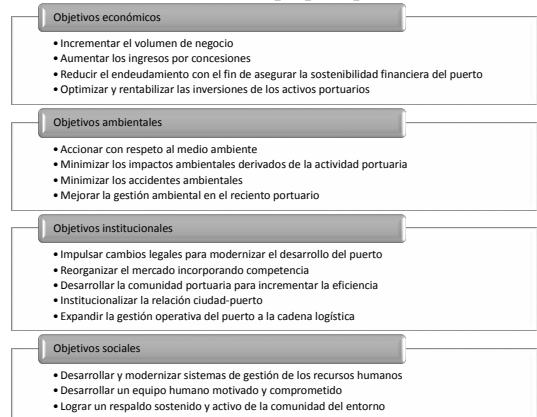 Objetivos económicos
• Incrementar el volumen de negocio
• Aumentar los ingresos por concesiones
• Reducir el endeudamiento con el fin de asegurar la sostenibilidad financiera del puerto
• Optimizar y rentabilizar las inversiones de los activos portuarios
Objetivos ambientales
• Accionar con respeto al medio ambiente
• Minimizar los impactos ambientales derivados de la actividad portuaria
• Minimizar los accidentes ambientales
• Mejorar la gestión ambiental en el reciento portuario
Objetivos institucionales
• Impulsar cambios legales para modernizar el desarrollo del puerto
• Reorganizar el mercado incorporando competencia
• Desarrollar la comunidad portuaria para incrementar la eficiencia
• Institucionalizar la relación ciudad-puerto
• Expandir la gestión operativa del puerto a la cadena logística
Objetivos sociales
• Desarrollar y modernizar sistemas de gestión de los recursos humanos
• Desarrollar un equipo humano motivado y comprometido
• Lograr un respaldo sostenido y activo de la comunidad del entorno